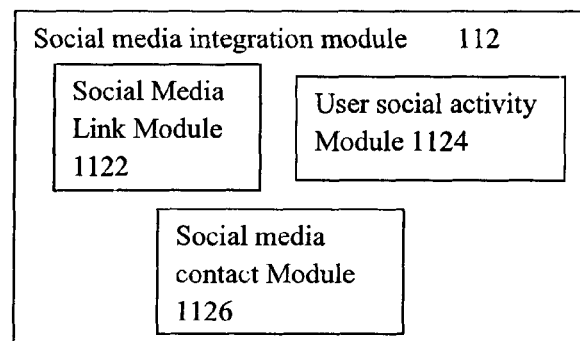 Social media integration module 112
Social Media
Link Module
1122
User social activity
Module 1124
Social media
contact Module
1126